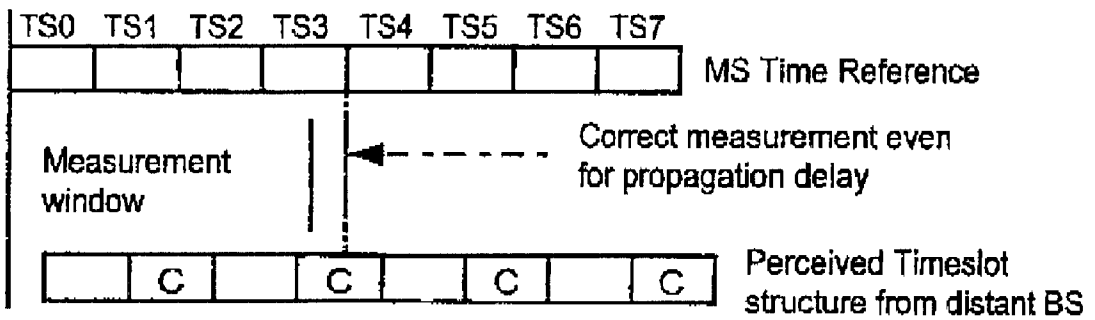 TS0 TS1 TS2 TS3 TS4 TS5 TS6 TS7
MS Time Reference
Correct measurement even
for propagation delay
Measurement
window
C C C C
Perceived Timeslot
structure from distant BS